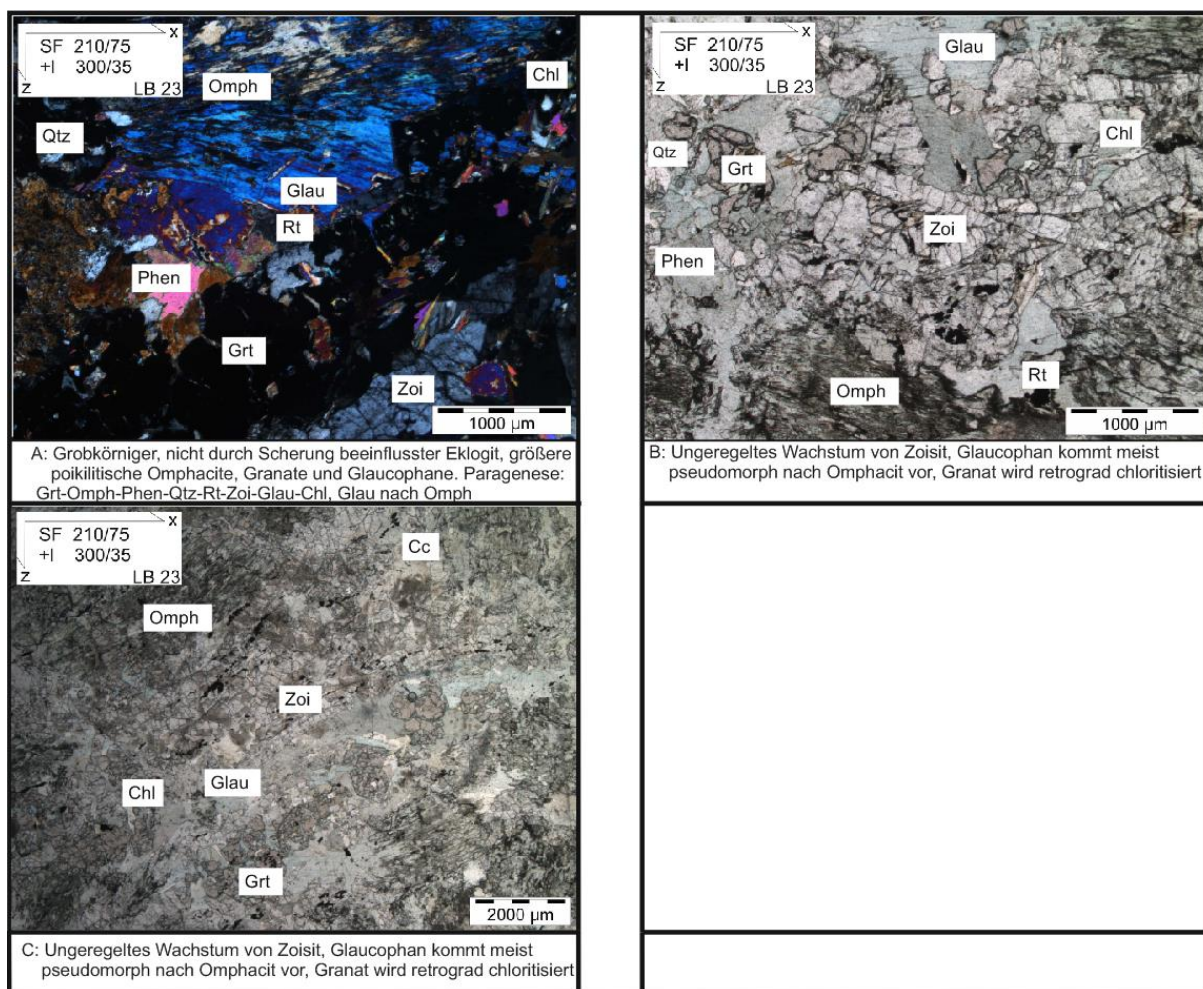 x
SF 210/75
+l 300/35
z LB 23
Omph
Chl
Qtz
Glau
Rt
Phen
Grt
Zoi
1000 µm
A: Grobkörniger, nicht durch Scherung beeinflusster Eklogit, größere
poikilitische Omphacite, Granate und Glaucophane. Paragenese:
Grt-Omph-Phen-Qtz-Rt-Zoi-Glau-Chl, Glau nach Omph
x
SF 210/75
+l 300/35
z LB 23
Glau
Chl
Qtz
Grt
Zoi
Phen
Rt
Omph
1000 µm
B: Ungeregeltes Wachstum von Zoisit, Glaucophan kommt meist
pseudomorph nach Omphacit vor, Granat wird retrograd chloritisiert
x
SF 210/75
+l 300/35
z LB 23
Cc
Omph
Zoi
Glau
Chl
Grt
2000 µm
C: Ungeregeltes Wachstum von Zoisit, Glaucophan kommt meist
pseudomorph nach Omphacit vor, Granat wird retrograd chloritisiert